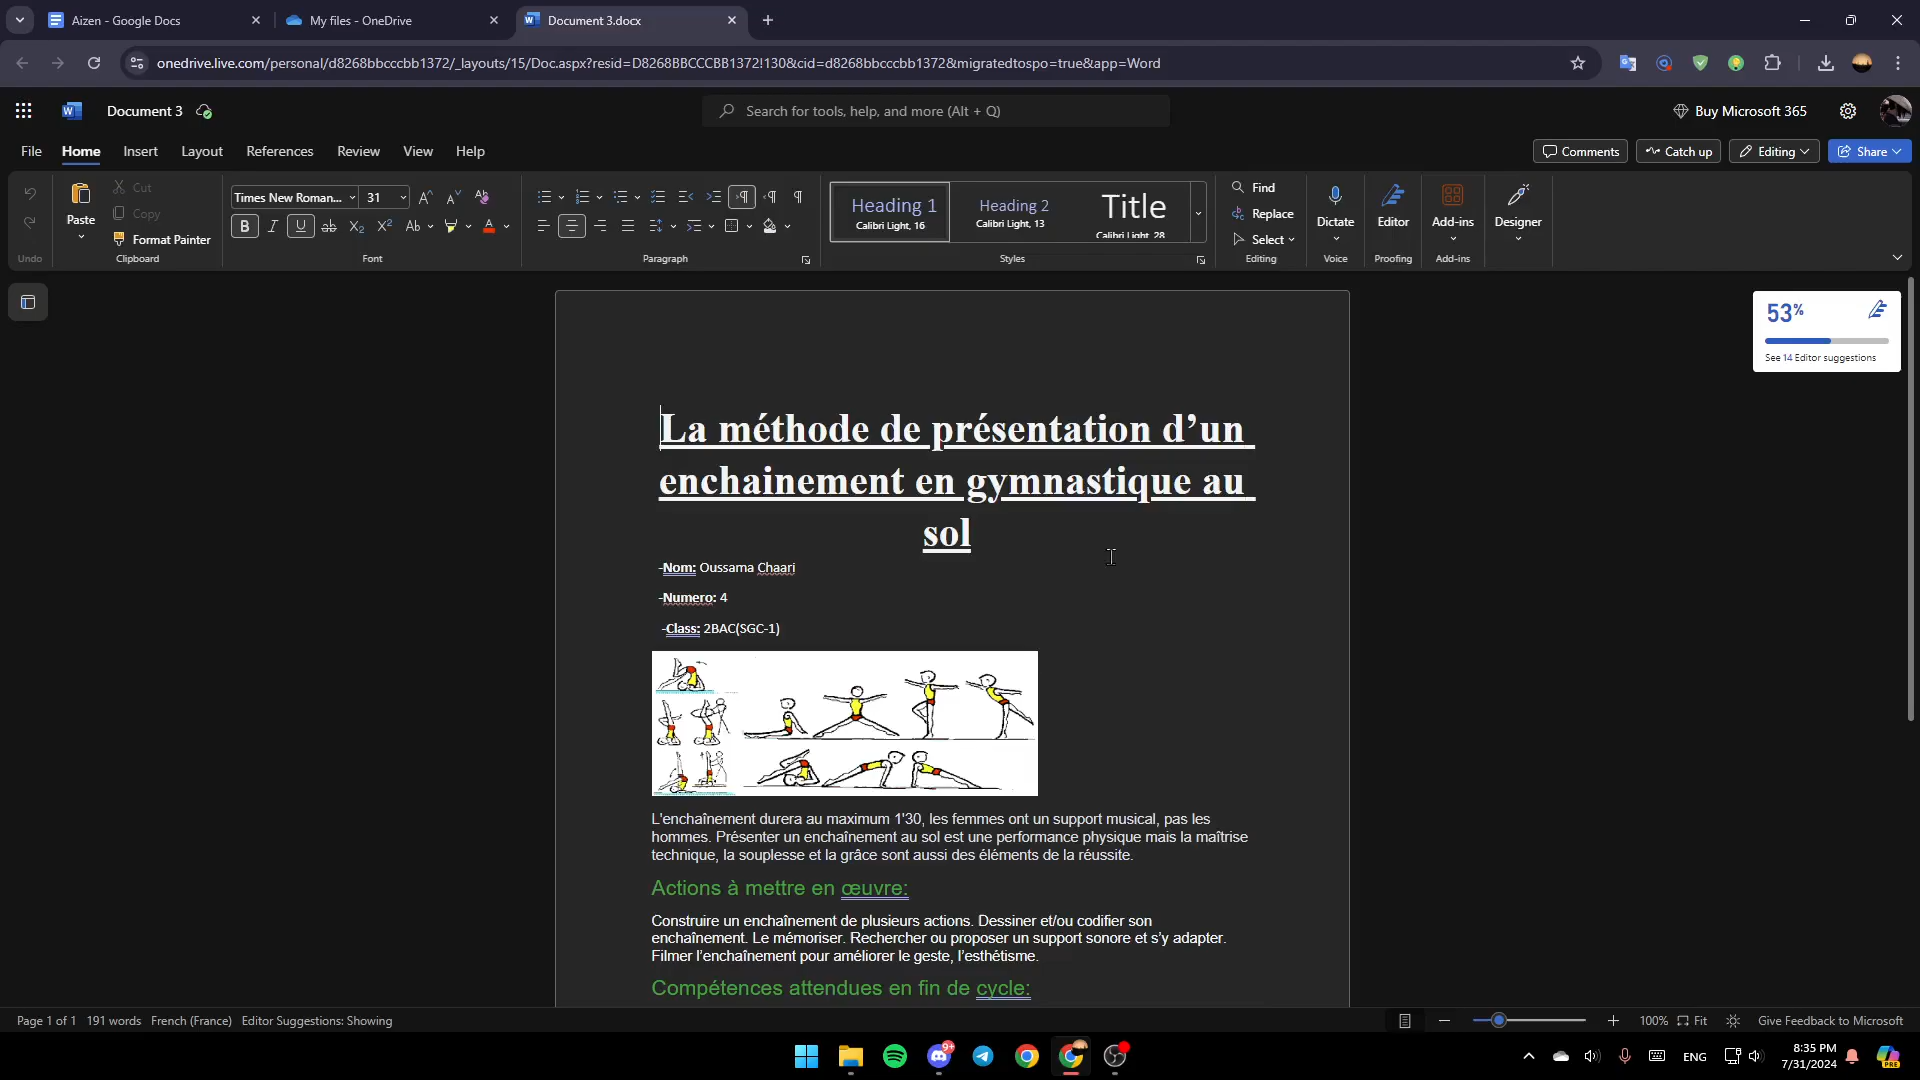 Aizen - Google Docs
My files - OneDrive
Document 3.docx
onedrive.live.com/personal/d8268bbcccbb1372/_layouts/15/Doc.aspx?resid=D8268BBCCCBB1372!130&cid=d8268bbcccbb1372&migratedtospo=true&app=Word
W Document 3
Search for tools, help, and more (Alt + Q)
Buy Microsoft 365
File Home Insert Layout References Review View Help
Comments Catch up Editing Share
Undo
Paste
Cut
Copy
Format Painter
Clipboard
Times New Roman... 31
Font
Paragraph
Heading 1
Calibri Light, 16
Heading 2
Calibri Light, 13
Title
Calibri Light, 28
Styles
Find
Replace
Select
Editing
Dictate
Voice
Editor
Proofing
Add-ins
Add-ins
Designer
53%
See 14 Editor suggestions
La méthode de présentation d’un
enchainement en gymnastique au
sol
-Nom: Oussama Chaari
-Numero: 4
-Class: 2BAC(SGC-1)
L'enchaînement durera au maximum 1'30, les femmes ont un support musical, pas les
hommes. Présenter un enchaînement au sol est une performance physique mais la maîtrise
technique, la souplesse et la grâce sont aussi des éléments de la réussite.
Actions à mettre en œuvre:
Construire un enchaînement de plusieurs actions. Dessiner et/ou codifier son
enchaînement. Le mémoriser. Rechercher ou proposer un support sonore et s’y adapter.
Filmer l’enchaînement pour améliorer le geste, l’esthétisme.
Compétences attendues en fin de cycle:
Page 1 of 1 191 words French (France) Editor Suggestions: Showing
100% Fit Give Feedback to Microsoft
9+
ENG
8:35 PM
7/31/2024
PRE